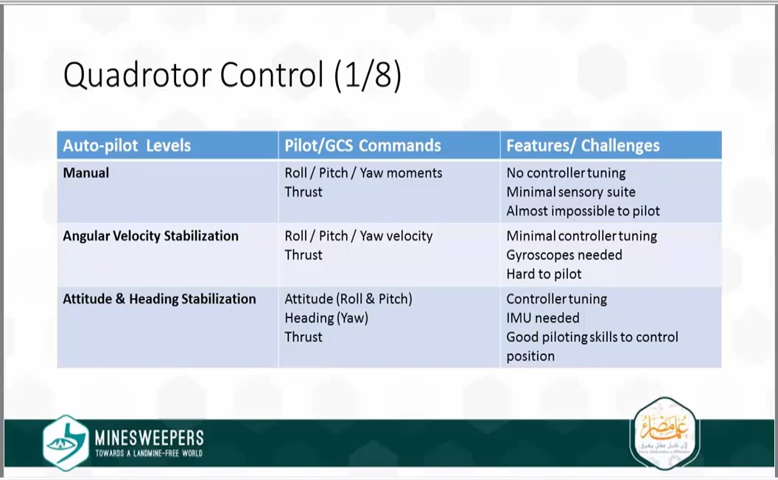 Quadrotor Control (1/8)
Auto-pilot Levels
Pilot/GCS Commands
Features/ Challenges
Manual
Roll / Pitch / Yaw moments
Thrust
No controller tuning
Minimal sensory suite
Almost impossible to pilot
Angular Velocity Stabilization
Roll / Pitch / Yaw velocity
Thrust
Minimal controller tuning
Gyroscopes needed
Hard to pilot
Attitude & Heading Stabilization
Attitude (Roll & Pitch)
Heading (Yaw)
Thrust
Controller tuning
IMU needed
Good piloting skills to control
position
MINESWEEPERS
TOWARDS A LANDMINE-FREE WORLD